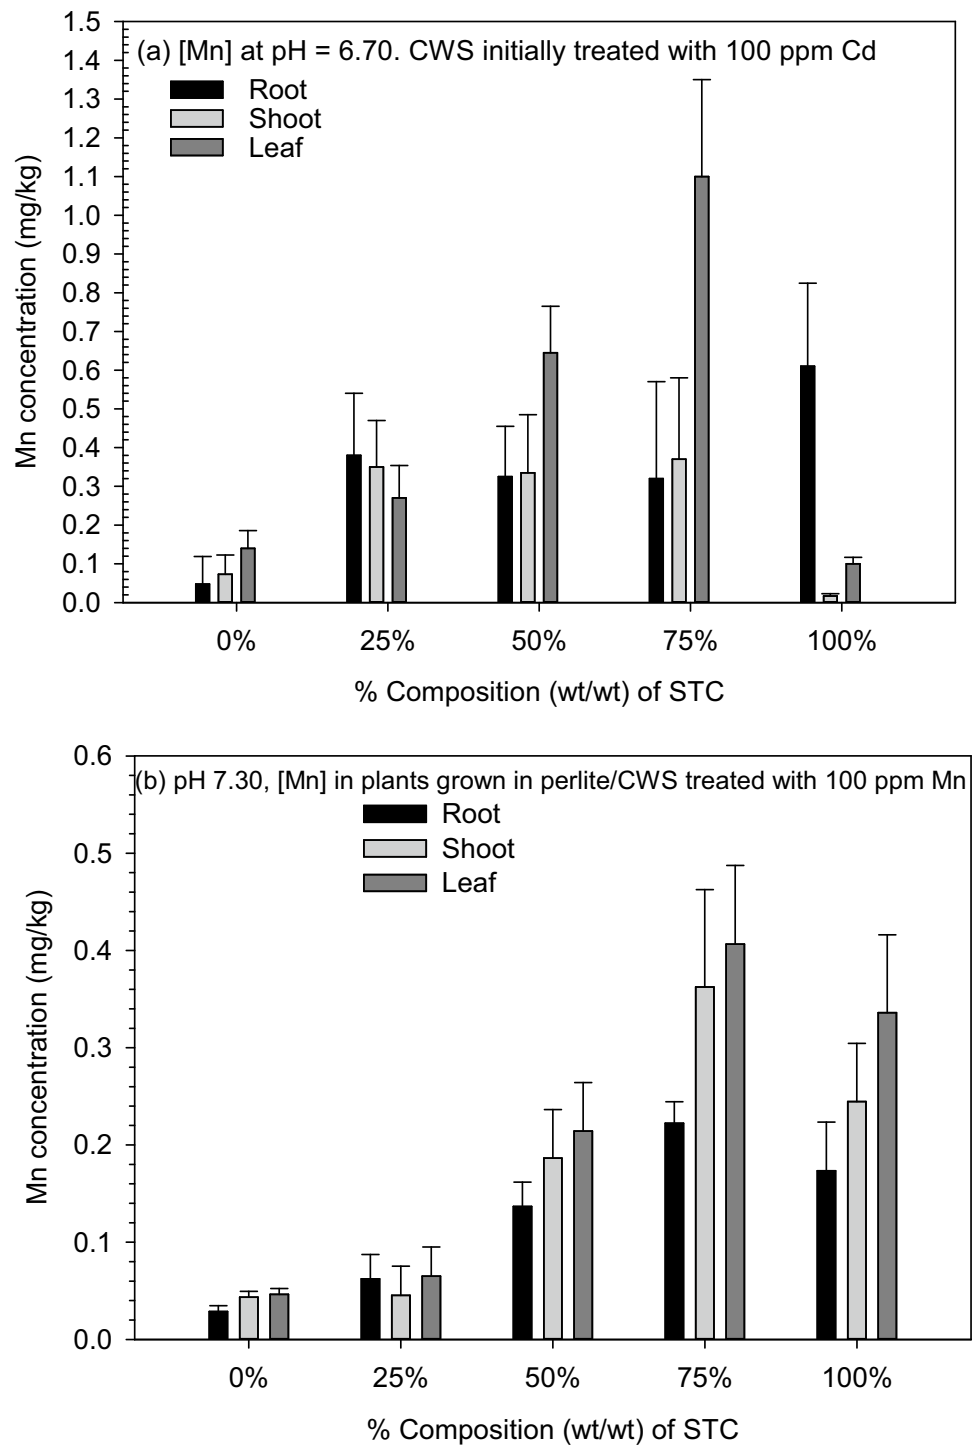 (a) [Mn] at pH = 6.70. CWS initially treated with 100 ppm Cd
Root
Shoot
Leaf
Mn concentration (mg/kg)
1.5
1.4
1.3
1.2
1.1
1.0
0.9
0.8
0.7
0.6
0.5
0.4
0.3
0.2
0.1
0.0
0% 25% 50% 75% 100%
% Composition (wt/wt) of STC
(b) pH 7.30, [Mn] in plants grown in perlite/CWS treated with 100 ppm Mn
Root
Shoot
Leaf
Mn concentration (mg/kg)
0.6
0.5
0.4
0.3
0.2
0.1
0.0
0% 25% 50% 75% 100%
% Composition (wt/wt) of STC